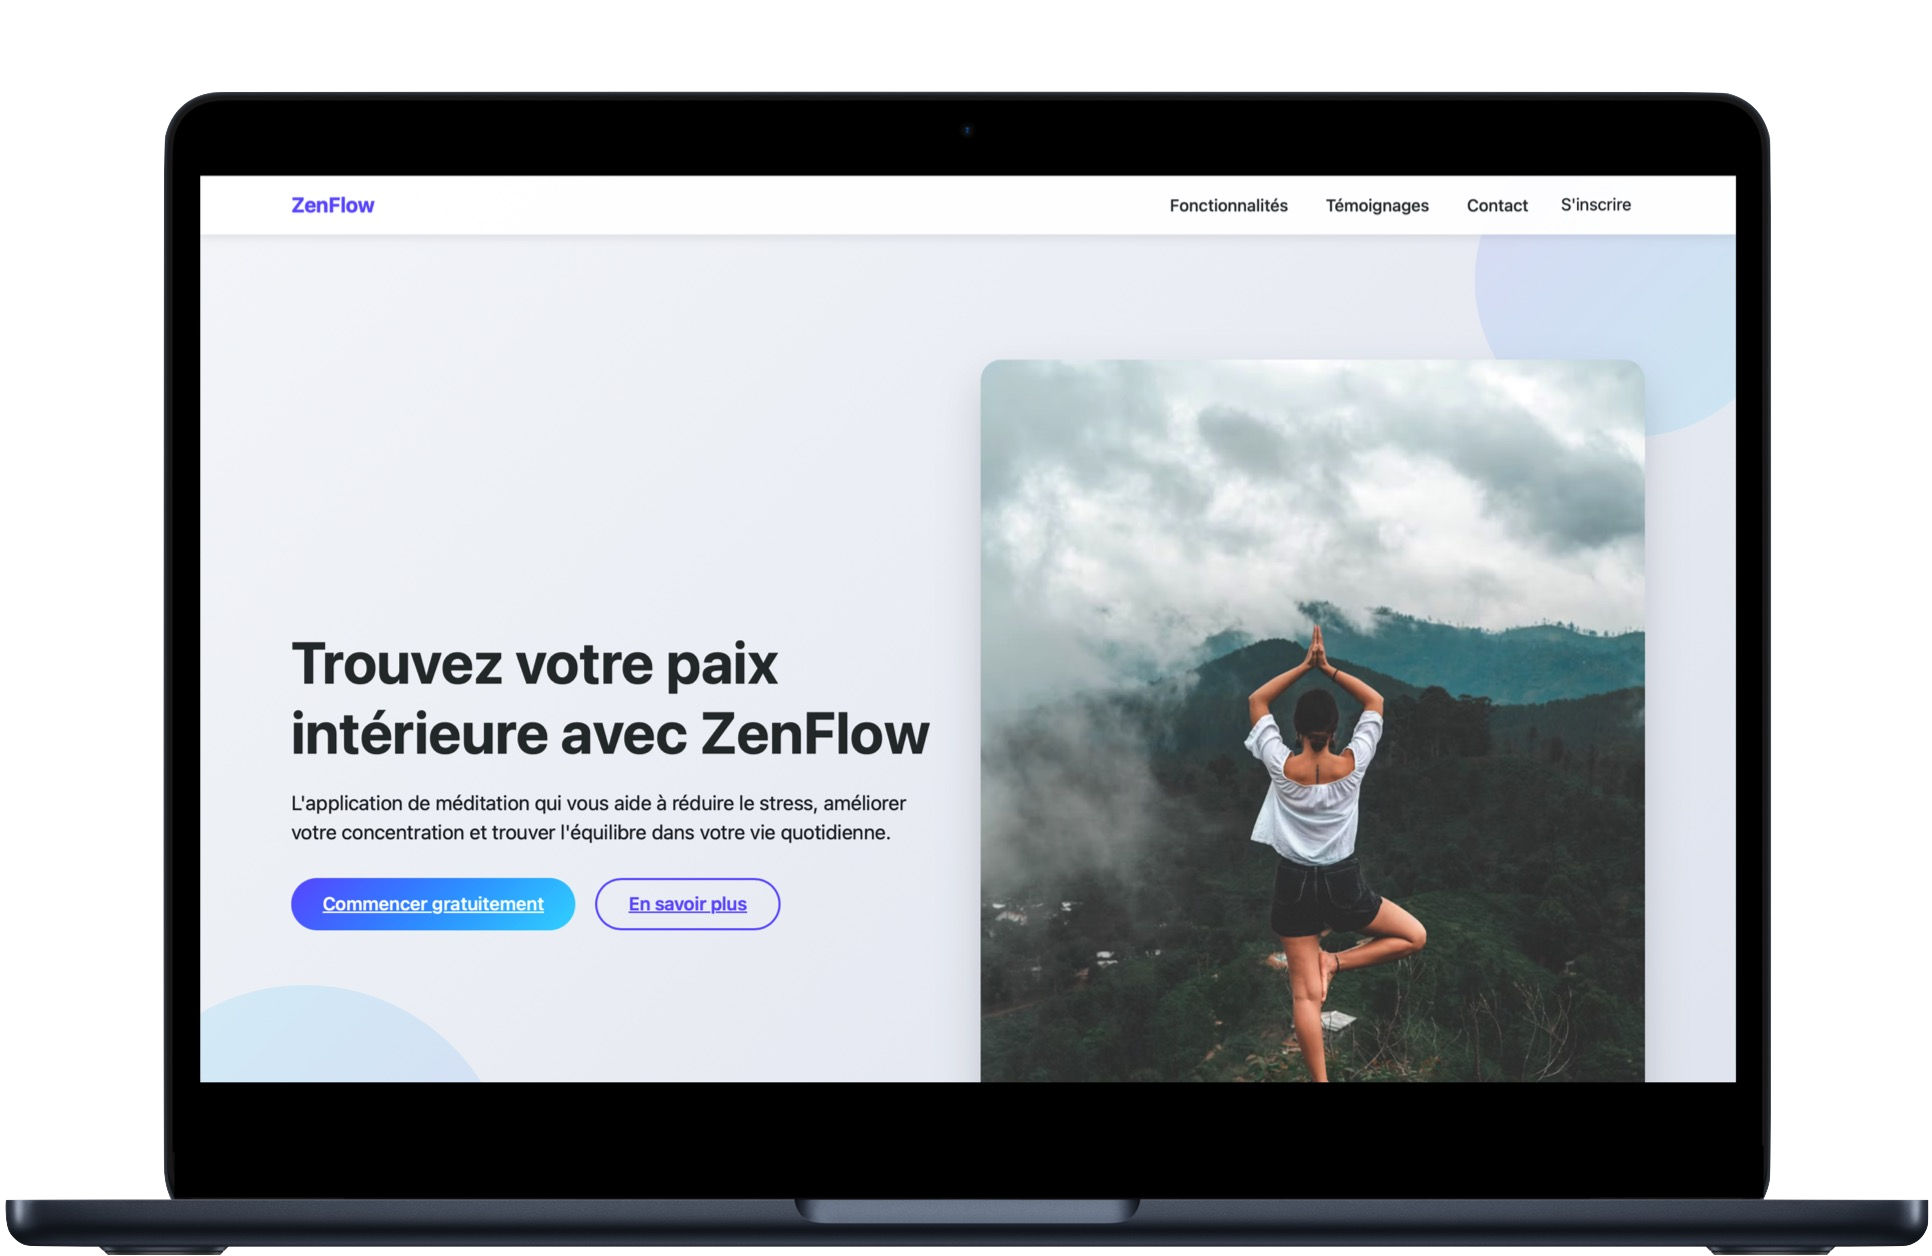 ZenFlow
Fonctionnalités
Témoignages
Contact
S'inscrire
Trouvez votre paix
intérieure avec ZenFlow
L'application de méditation qui vous aide à réduire le stress, améliorer
votre concentration et trouver l'équilibre dans votre vie quotidienne.
Commencer gratuitement
En savoir plus